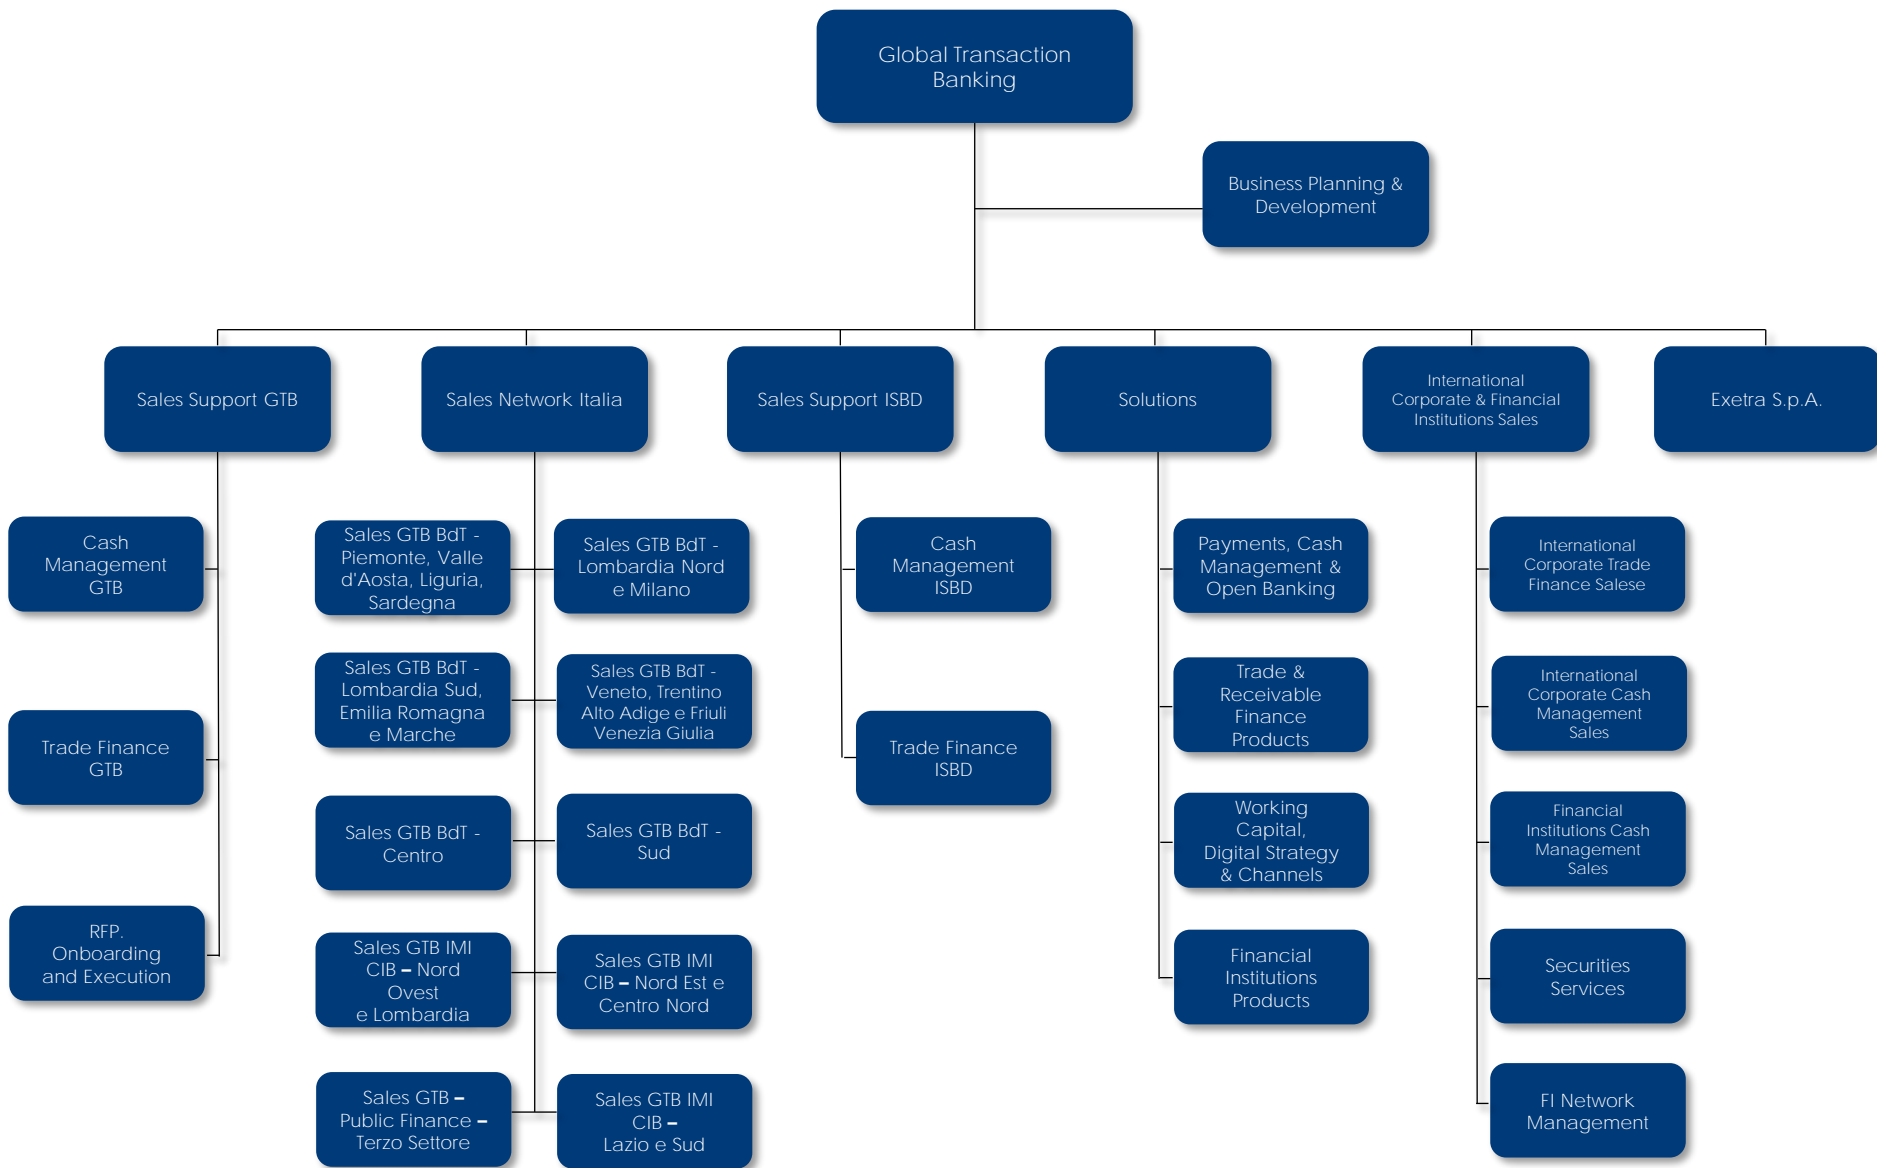 Global Transaction
Banking
Business Planning &
Development
Sales Support GTB
Sales Network Italia
Sales Support ISBD
Solutions
International
Corporate & Financial
Institutions Sales
Exetra S.p.A.
Cash
Management
GTB
Trade Finance
GTB
RFP.
Onboarding
and Execution
Sales GTB BdT -
Piemonte, Valle
d'Aosta, Liguria,
Sardegna
Sales GTB BdT -
Lombardia Nord
e Milano
Sales GTB BdT -
Lombardia Sud,
Emilia Romagna
e Marche
Sales GTB BdT -
Veneto, Trentino
Alto Adige e Friuli
Venezia Giulia
Sales GTB BdT -
Centro
Sales GTB BdT -
Sud
Sales GTB IMI
CIB – Nord
Ovest
e Lombardia
Sales GTB IMI
CIB – Nord Est e
Centro Nord
Sales GTB –
Public Finance –
Terzo Settore
Sales GTB IMI
CIB –
Lazio e Sud
Cash
Management
ISBD
Trade Finance
ISBD
Payments, Cash
Management &
Open Banking
Trade &
Receivable
Finance
Products
Working
Capital,
Digital Strategy
& Channels
Financial
Institutions
Products
International
Corporate Trade
Finance Salese
International
Corporate Cash
Management
Sales
Financial
Institutions Cash
Management
Sales
Securities
Services
FI Network
Management